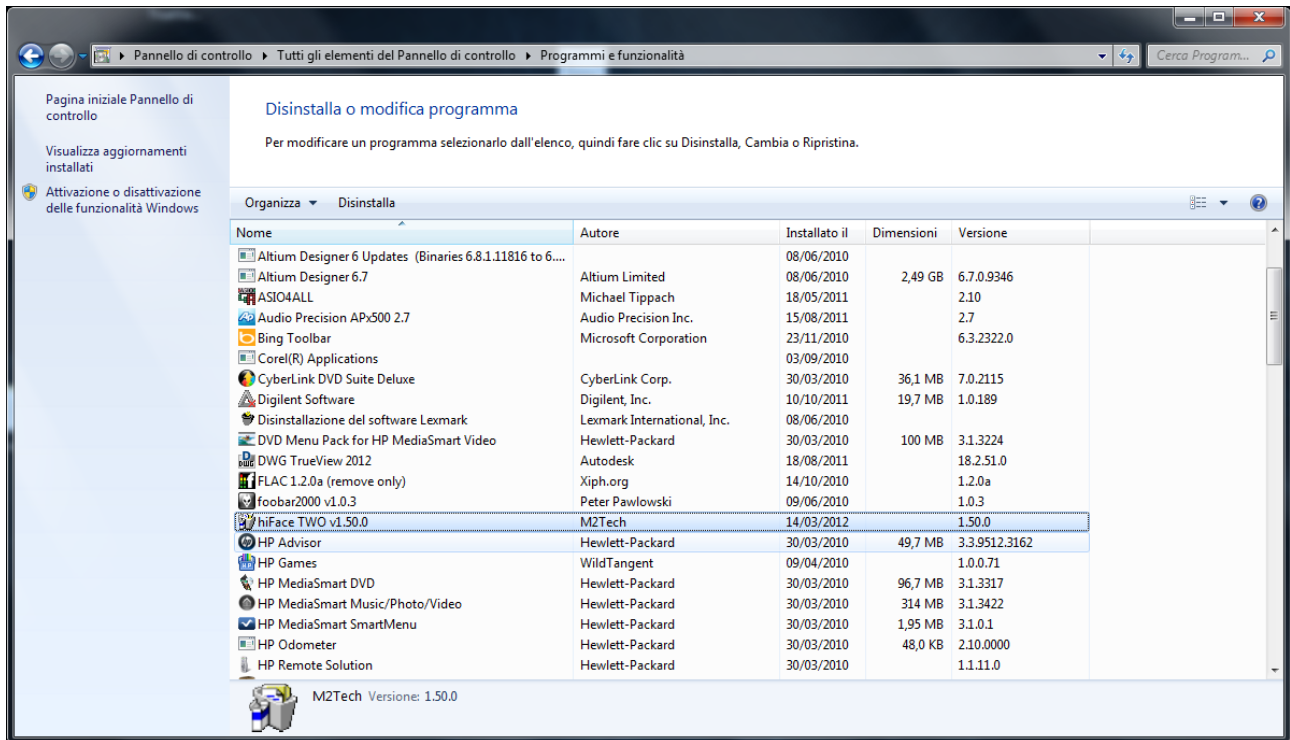 Pannello di controllo ▸ Tutti gli elementi del Pannello di controllo ▸ Programmi e funzionalità
Cerca Program...
Pagina iniziale Pannello di
controllo
Visualizza aggiornamenti
installati
Attivazione o disattivazione
delle funzionalità Windows
Disinstalla o modifica programma
Per modificare un programma selezionarlo dall'elenco, quindi fare clic su Disinstalla, Cambia o Ripristina.
Organizza Disinstalla
Nome Autore Installato il Dimensioni Versione
Altium Designer 6 Updates (Binaries 6.8.1.11816 to 6.... 08/06/2010
Altium Designer 6.7 Altium Limited 08/06/2010 2,49 GB 6.7.0.9346
ASIO4ALL Michael Tippach 18/05/2011 2.10
Audio Precision APx500 2.7 Audio Precision Inc. 15/08/2011 2.7
Bing Toolbar Microsoft Corporation 23/11/2010 6.3.2322.0
Corel(R) Applications 03/09/2010
CyberLink DVD Suite Deluxe CyberLink Corp. 30/03/2010 36,1 MB 7.0.2115
Digilent Software Digilent, Inc. 10/10/2011 19,7 MB 1.0.189
Disinstallazione del software Lexmark Lexmark International, Inc. 08/06/2010
DVD Menu Pack for HP MediaSmart Video Hewlett-Packard 30/03/2010 100 MB 3.1.3224
DWG TrueView 2012 Autodesk 18/08/2011 18.2.51.0
FLAC 1.2.0a (remove only) Xiph.org 14/10/2010 1.2.0a
foobar2000 v1.0.3 Peter Pawlowski 09/06/2010 1.0.3
hiFace TWO v1.50.0 M2Tech 14/03/2012 1.50.0
HP Advisor Hewlett-Packard 30/03/2010 49,7 MB 3.3.9512.3162
HP Games WildTangent 09/04/2010 1.0.0.71
HP MediaSmart DVD Hewlett-Packard 30/03/2010 96,7 MB 3.1.3317
HP MediaSmart Music/Photo/Video Hewlett-Packard 30/03/2010 314 MB 3.1.3422
HP MediaSmart SmartMenu Hewlett-Packard 30/03/2010 1,95 MB 3.1.0.1
HP Odometer Hewlett-Packard 30/03/2010 48,0 KB 2.10.0000
HP Remote Solution Hewlett-Packard 30/03/2010 1.1.11.0
M2Tech Versione: 1.50.0